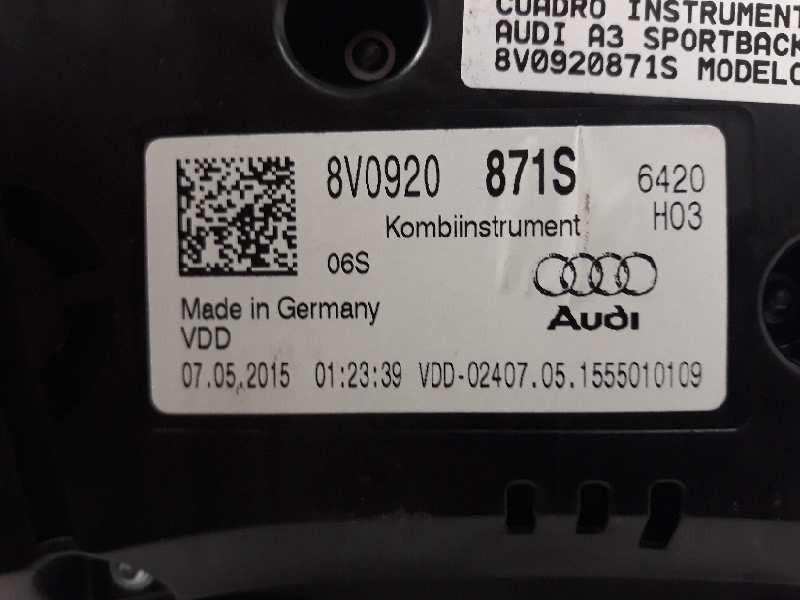 CUADRO INSTRUMENT
AUDI A3 SPORTBACK
8V0920871S MODELO
8V0920 871S 6420
Kombiinstrument H03
06S
Audi
Made in Germany
VDD
07.05.2015 01:23:39 VDD-02407.05.1555010109